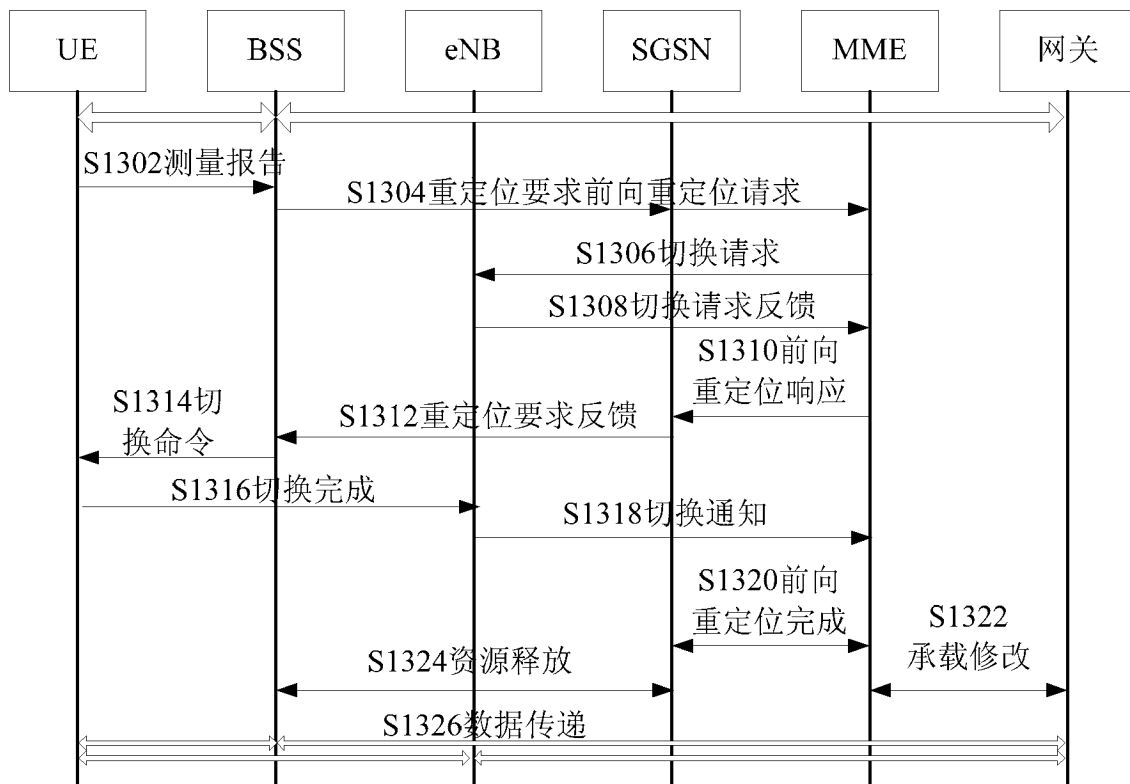 UE BSS eNB SGSN MME 网关
S1302测量报告
S1304重定位要求前向重定位请求
S1306切换请求
S1308切换请求反馈
S1310前向
重定位响应
S1312重定位要求反馈
S1314切
换命令
S1316切换完成
S1318切换通知
S1320前向
重定位完成
S1322
承载修改
S1324资源释放
S1326数据传递